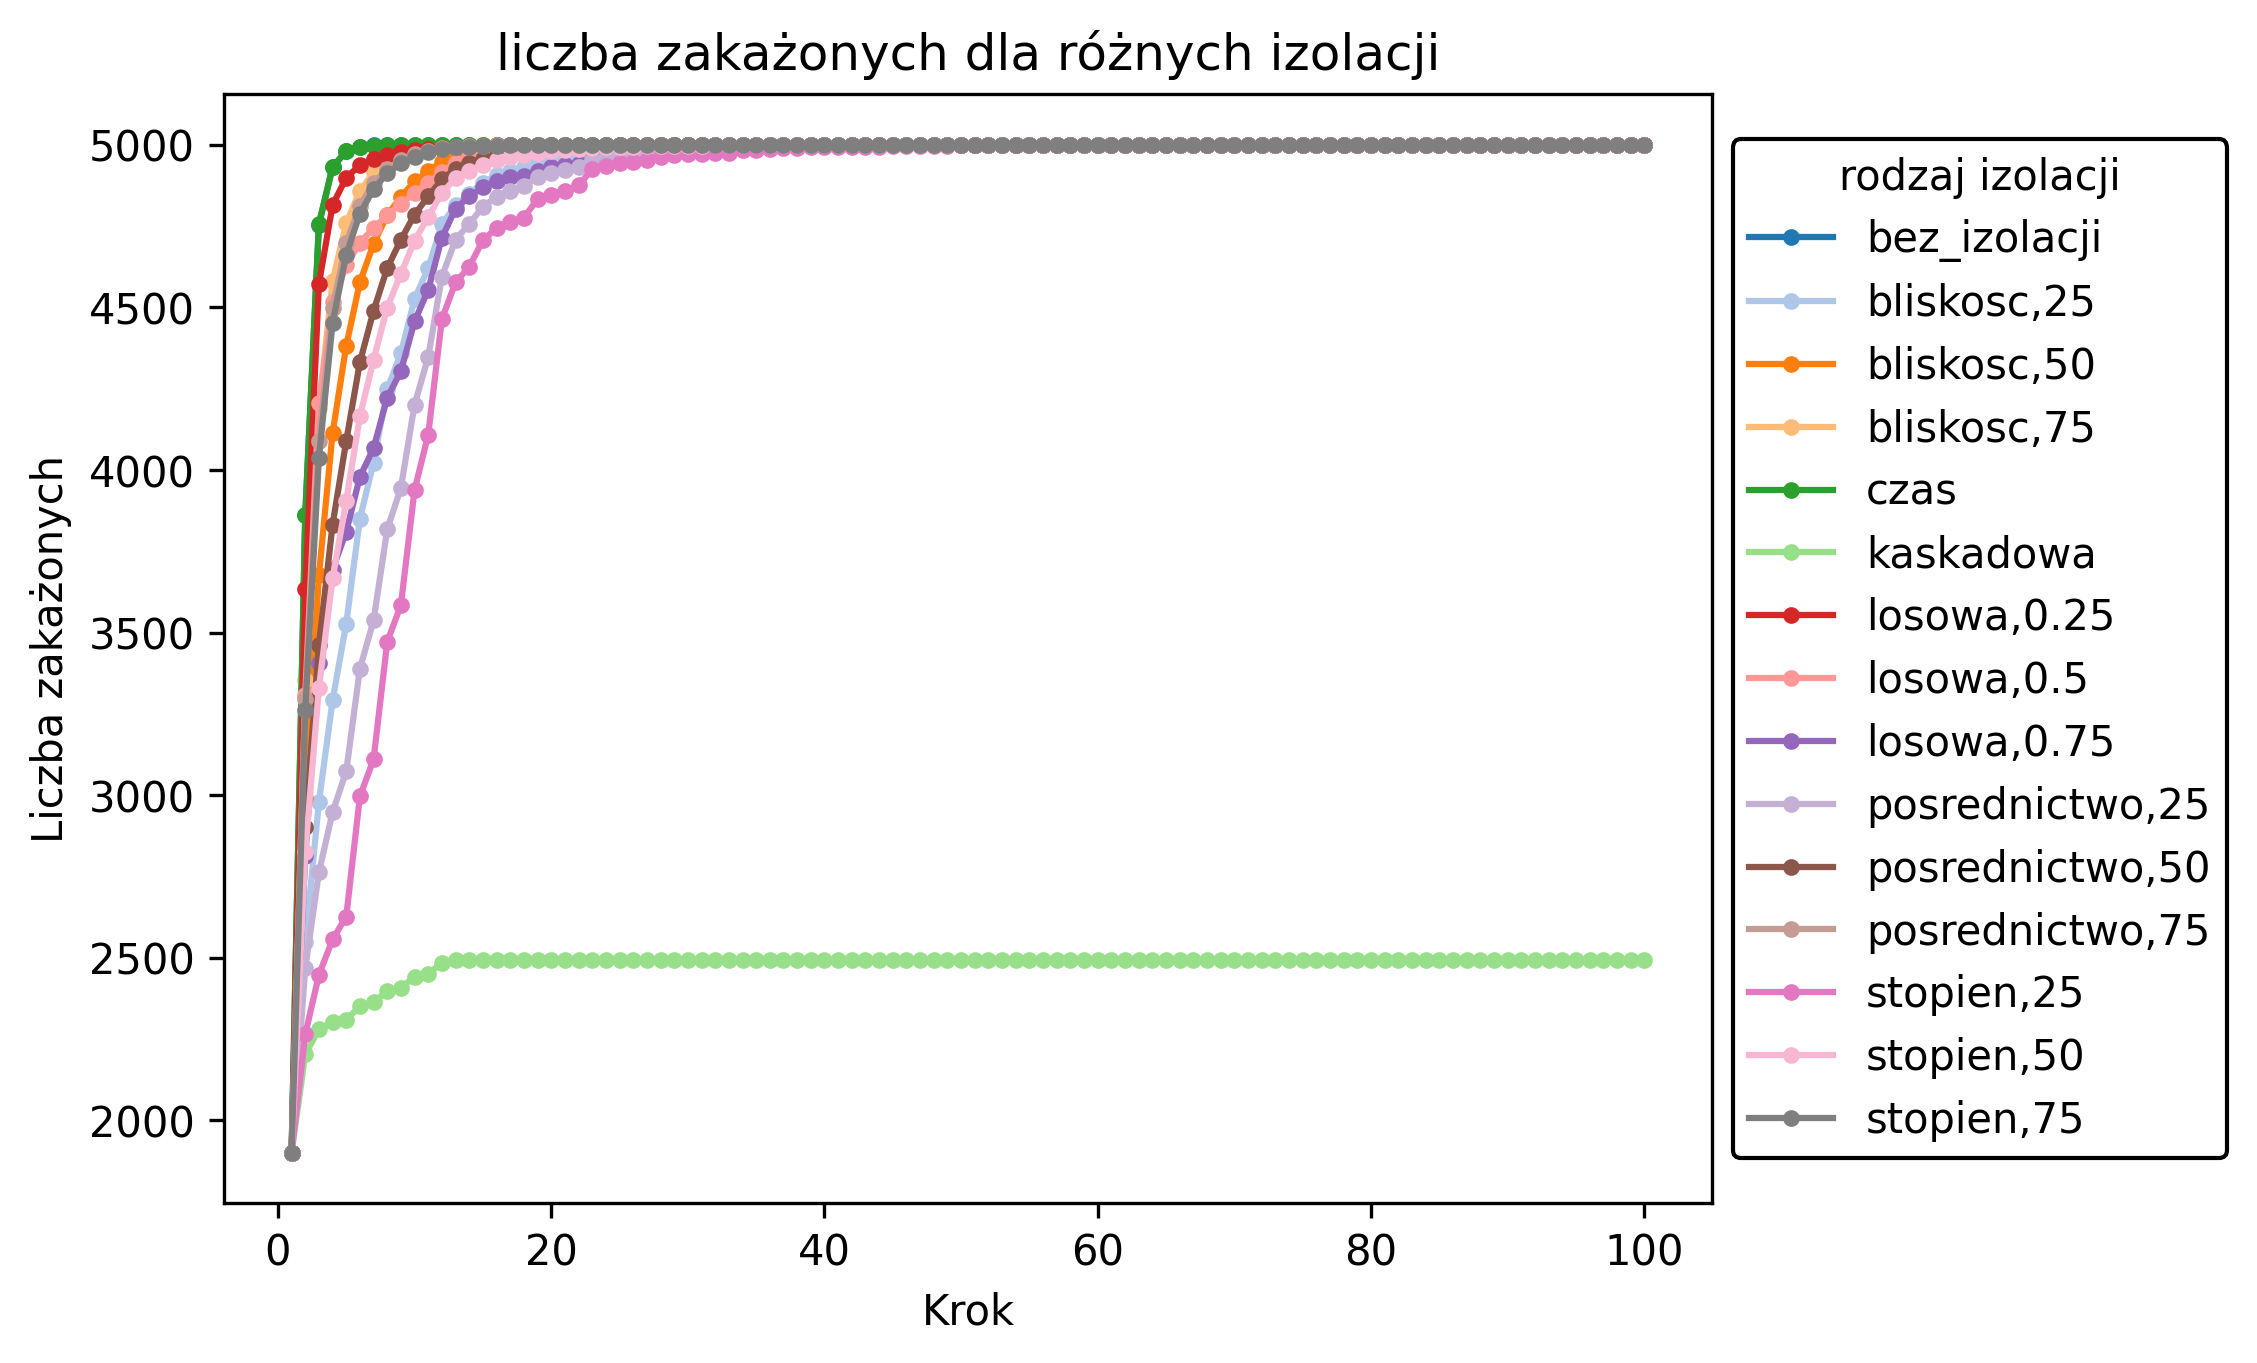 liczba zakażonych dla różnych izolacji
Liczba zakażonych
5000
4500
4000
3500
3000
2500
2000
0 20 40 60 80 100
Krok
rodzaj izolacji
bez_izolacji
bliskosc,25
bliskosc,50
bliskosc,75
czas
kaskadowa
losowa,0.25
losowa,0.5
losowa,0.75
posrednictwo,25
posrednictwo,50
posrednictwo,75
stopien,25
stopien,50
stopien,75